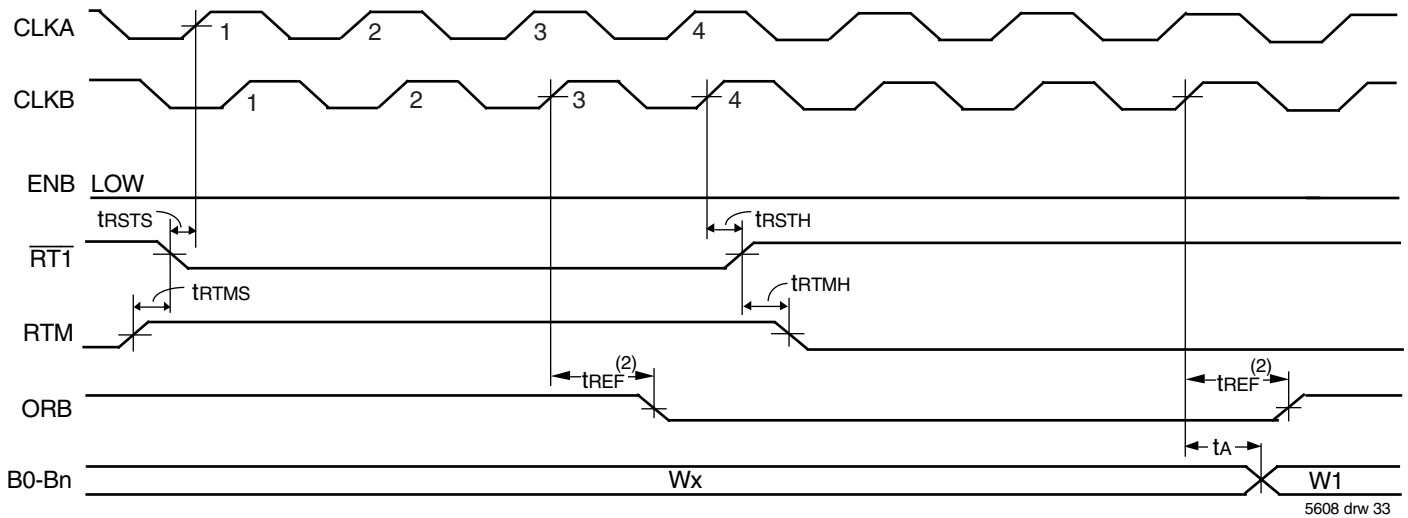 CLKA 1 2 3 4
CLKB 1 2 3 4
ENB LOW
tRSTS tRSTH
RT1
tRTMS tRTMH
RTM
tREF(2) tREF(2)
ORB
tA
B0-Bn Wx W1
5608 drw 33